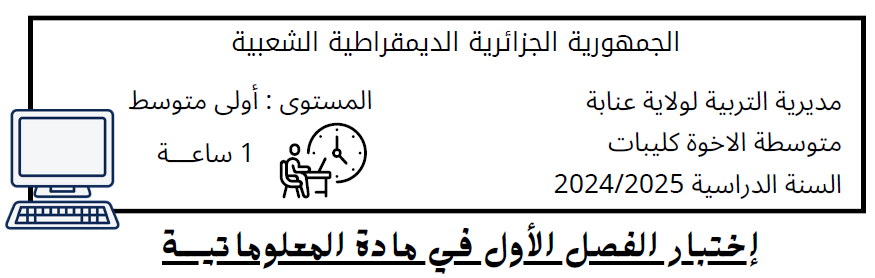 الجمهورية الجزائرية الديمقراطية الشعبية
مديرية التربية لولاية عنابة
المستوى : أولى متوسط
متوسطة الاخوة كليبات
1 ساعـــة
السنة الدراسية 2024/2025
إختبار الفصل الأول في مادة المعلوماتيـــة